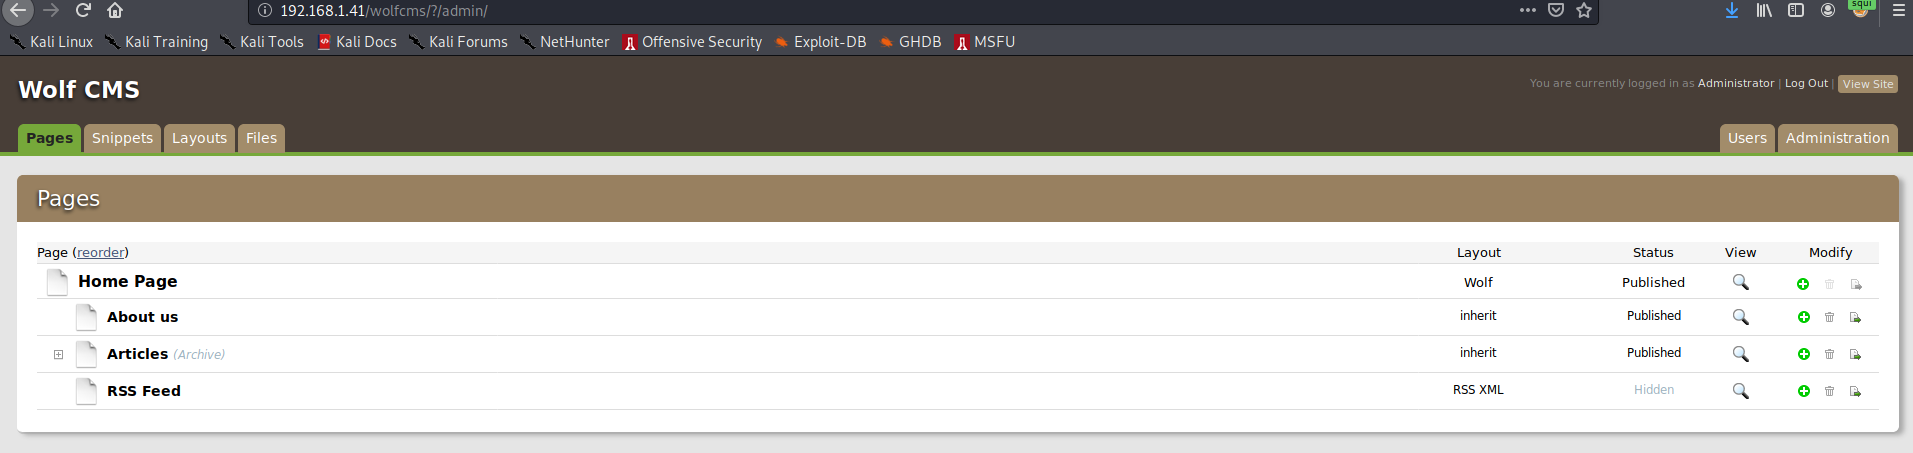 squi
192.168.1.41/wolfcms/?/admin/
Kali Linux Kali Training Kali Tools Kali Docs Kali Forums NetHunter Offensive Security Exploit-DB GHDB MSFU
Wolf CMS
You are currently logged in as Administrator | Log Out | View Site
Pages Snippets Layouts Files Users Administration
Pages
Page (reorder) Layout Status View Modify
Home Page Wolf Published
About us inherit Published
Articles (Archive) inherit Published
RSS Feed RSS XML Hidden